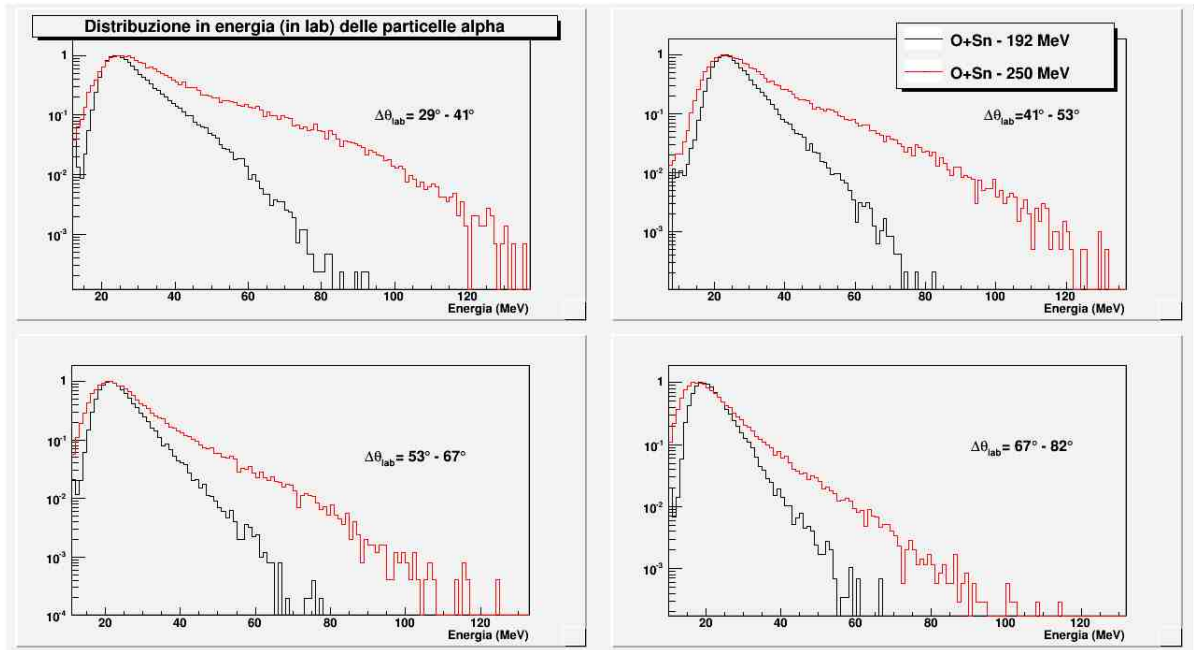 Distribuzione in energia (in lab) delle particelle alpha
1
10⁻¹
10⁻²
10⁻³
Δθlab= 29° - 41°
20 40 60 80 100 120
Energia (MeV)
O+Sn - 192 MeV
O+Sn - 250 MeV
1
10⁻¹
10⁻²
10⁻³
Δθlab=41° - 53°
20 40 60 80 100 120
Energia (MeV)
1
10⁻¹
10⁻²
10⁻³
10⁻⁴
Δθlab= 53° - 67°
20 40 60 80 100 120
Energia (MeV)
1
10⁻¹
10⁻²
10⁻³
Δθlab= 67° - 82°
20 40 60 80 100 120
Energia (MeV)